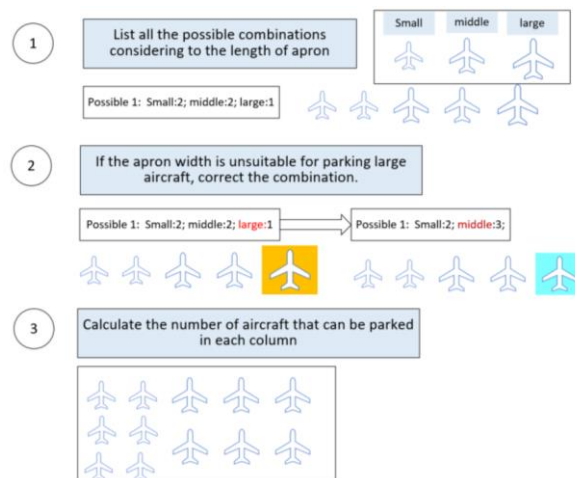 1
List all the possible combinations
considering to the length of apron
Small middle large
Possible 1: Small:2; middle:2; large:1
2
If the apron width is unsuitable for parking large
aircraft, correct the combination.
Possible 1: Small:2; middle:2; large:1
Possible 1: Small:2; middle:3;
3
Calculate the number of aircraft that can be parked
in each column